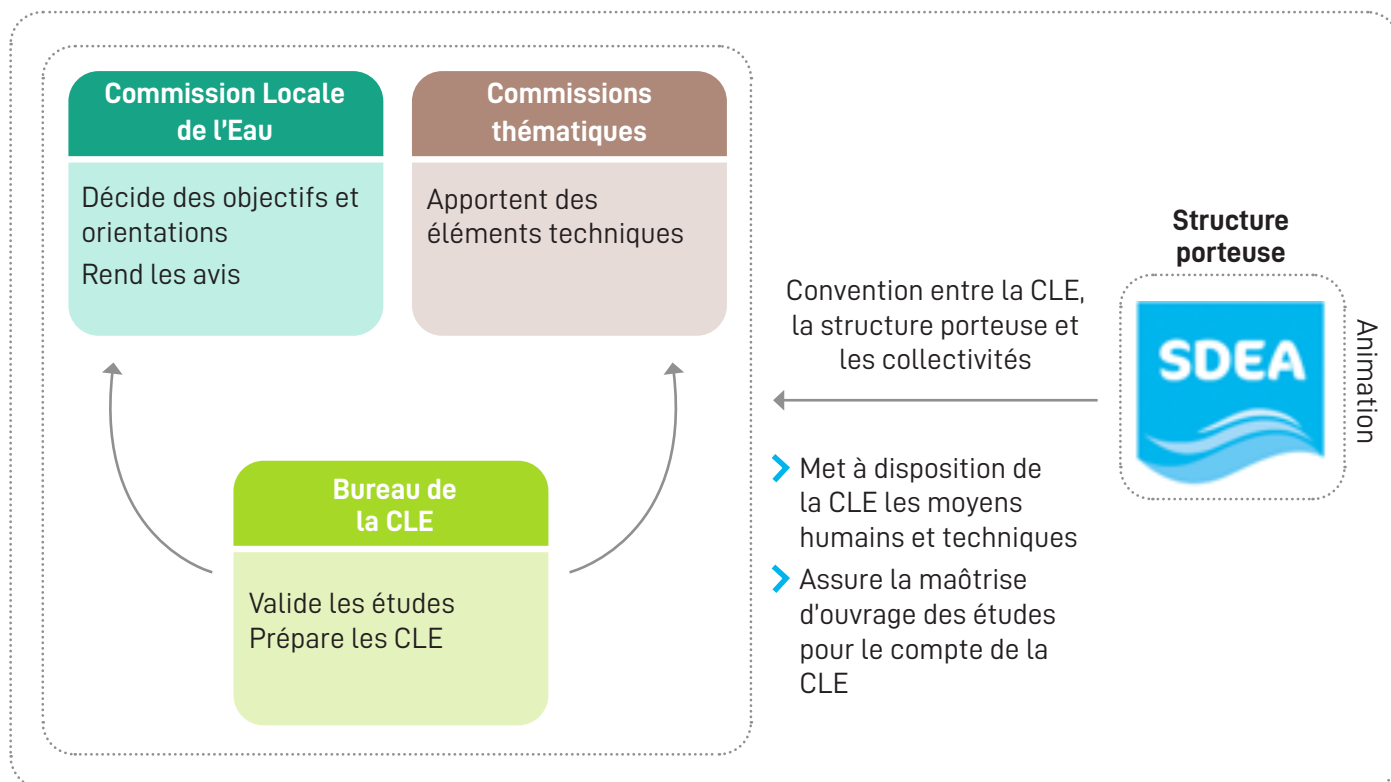 Commission Locale
de l'Eau
Décide des objectifs et
orientations
Rend les avis
Commissions
thématiques
Apportent des
éléments techniques
Bureau de
la CLE
Valide les études
Prépare les CLE
Convention entre la CLE,
la structure porteuse et
les collectivités
Met à disposition de
la CLE les moyens
humains et techniques
Assure la maôtrise
d'ouvrage des études
pour le compte de la
CLE
Structure
porteuse
SDEA
Animation